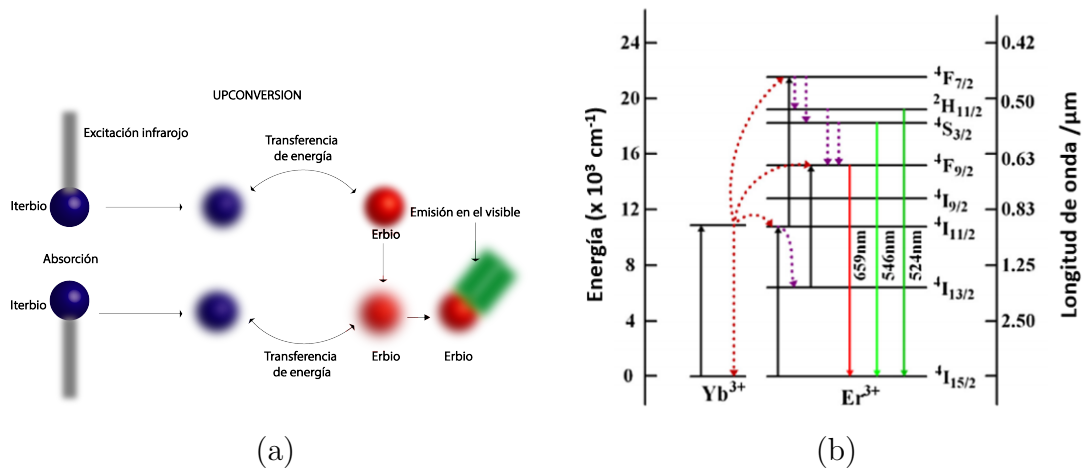 UPCONVERSION
Excitación infrarojo
Transferencia
de energía
Iterbio
Erbio
Emisión en el visible
Absorción
Iterbio
Transferencia
de energía
Erbio
Erbio
(a)
Energía (x 10³ cm⁻¹)
24
20
16
12
8
4
0
⁴F₇/₂
²H₁₁/₂
⁴S₃/₂
⁴F₉/₂
⁴I₉/₂
⁴I₁₁/₂
⁴I₁₃/₂
⁴I₁₅/₂
659nm
546nm
524nm
Yb³⁺
Er³⁺
0.42
0.50
0.63
0.83
1.25
2.50
Longitud de onda /µm
(b)